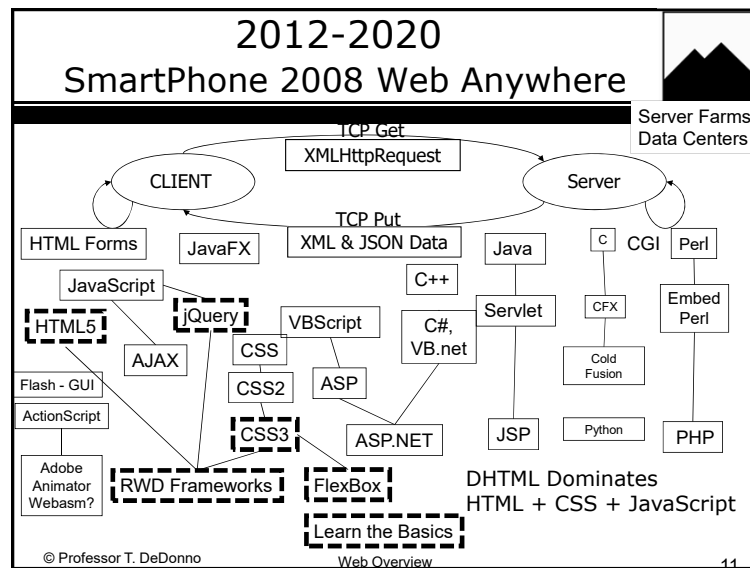 2012-2020
SmartPhone 2008 Web Anywhere
Server Farms
Data Centers
TCP Get
XMLHttpRequest
CLIENT
Server
TCP Put
XML & JSON Data
HTML Forms
JavaFX
Java
C
CGI
Perl
C++
JavaScript
jQuery
HTML5
VBScript
C#,
VB.net
Servlet
CFX
Embed
Perl
AJAX
CSS
CSS2
ASP
Cold
Fusion
Flash - GUI
ActionScript
CSS3
ASP.NET
JSP
Python
PHP
Adobe
Animator
Webasm?
RWD Frameworks
FlexBox
DHTML Dominates
HTML + CSS + JavaScript
Learn the Basics
© Professor T. DeDonno
Web Overview
11